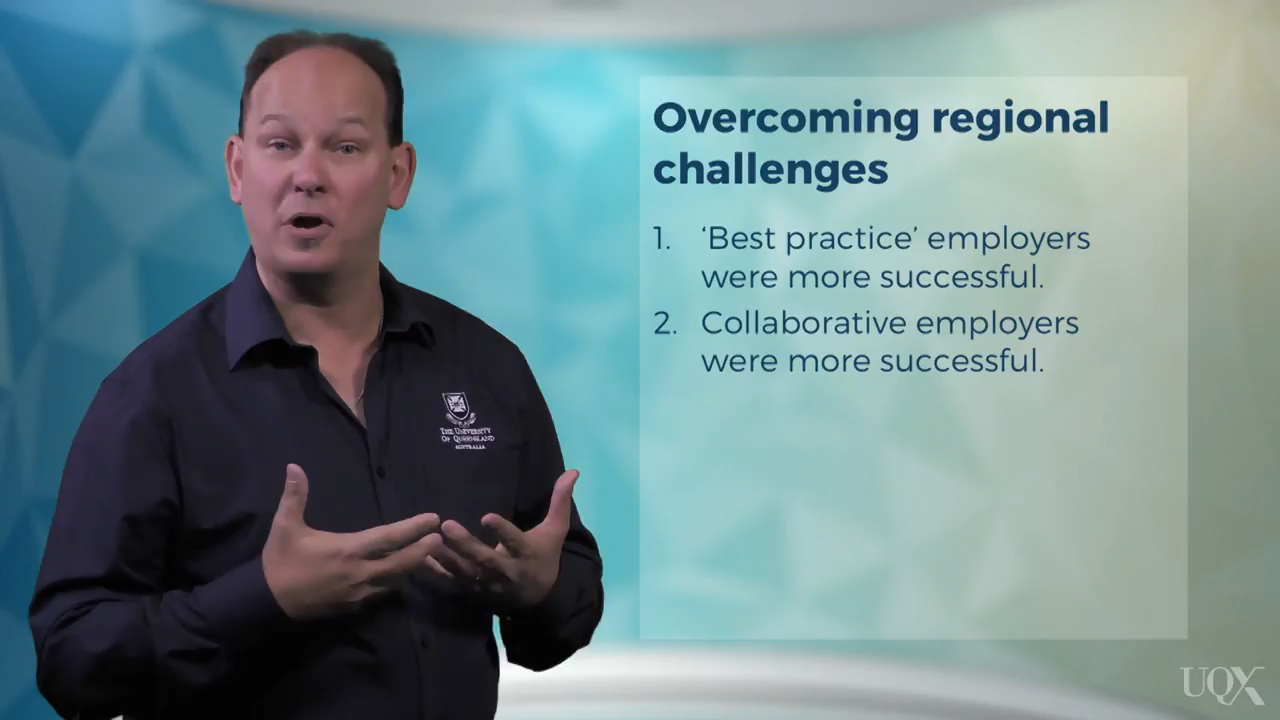 Overcoming regional
challenges
1. ‘Best practice’ employers
were more successful.
2. Collaborative employers
were more successful.
THE UNIVERSITY
OF QUEENSLAND
AUSTRALIA
UQX